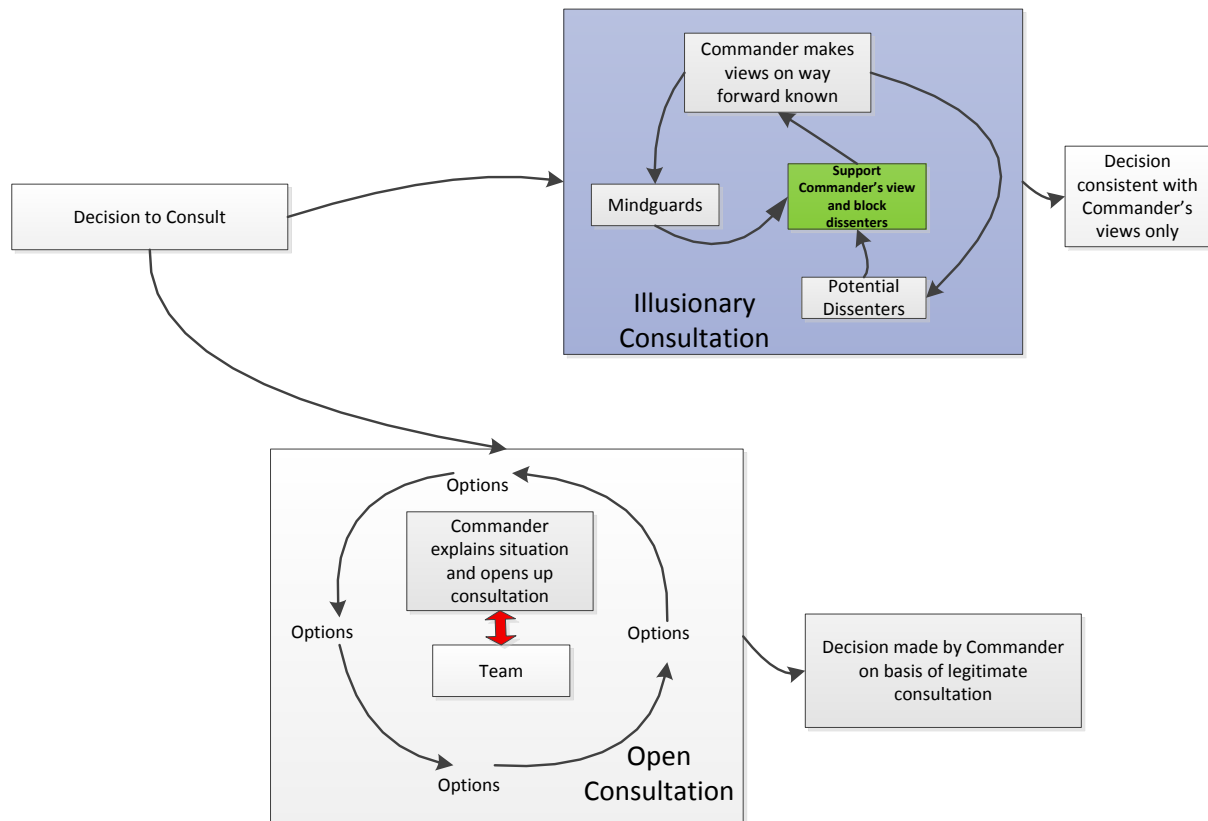 Commander makes
views on way
forward known
Decision to Consult
Mindguards
Support
Commander's view
and block
dissenters
Decision
consistent with
Commander's
views only
Potential
Dissenters
Illusionary
Consultation
Options
Commander
explains situation
and opens up
consultation
Options
Options
Team
Decision made by Commander
on basis of legitimate
consultation
Options
Open
Consultation